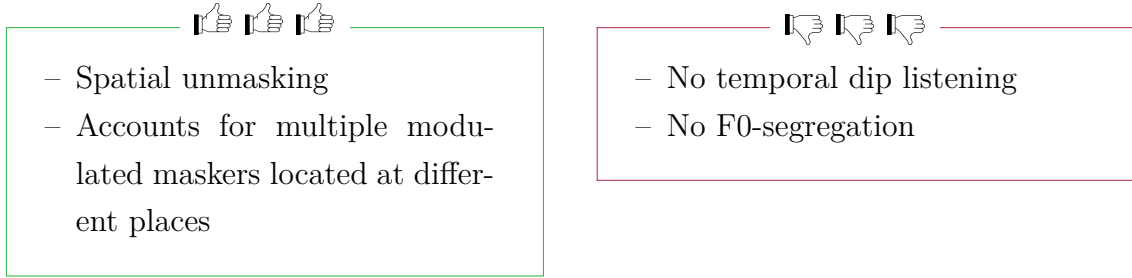 – Spatial unmasking
– Accounts for multiple modu-
lated maskers located at differ-
ent places
– No temporal dip listening
– No F0-segregation